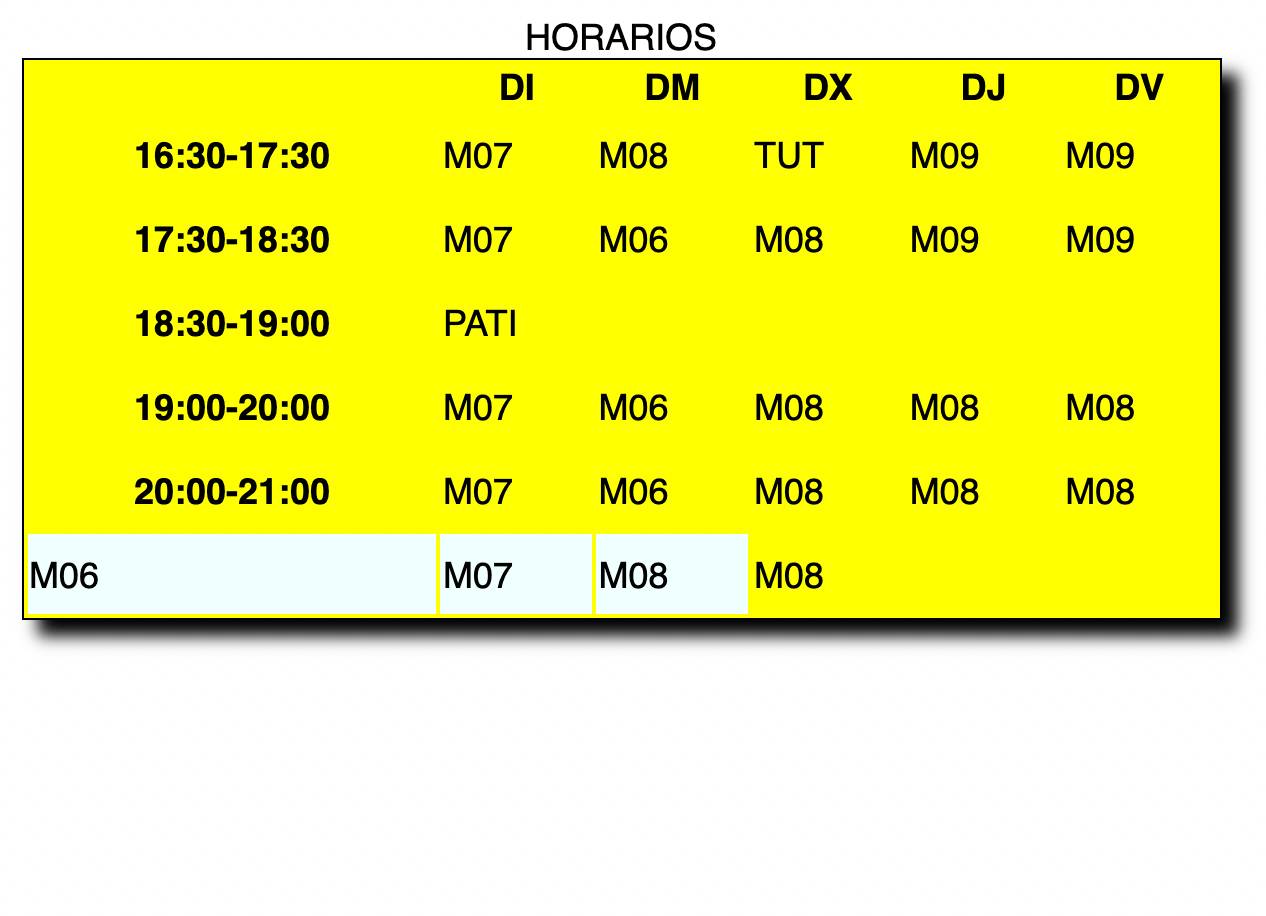 HORARIOS
DI DM DX DJ DV
16:30-17:30 M07 M08 TUT M09 M09
17:30-18:30 M07 M06 M08 M09 M09
18:30-19:00 PATI
19:00-20:00 M07 M06 M08 M08 M08
20:00-21:00 M07 M06 M08 M08 M08
M06 M07 M08 M08